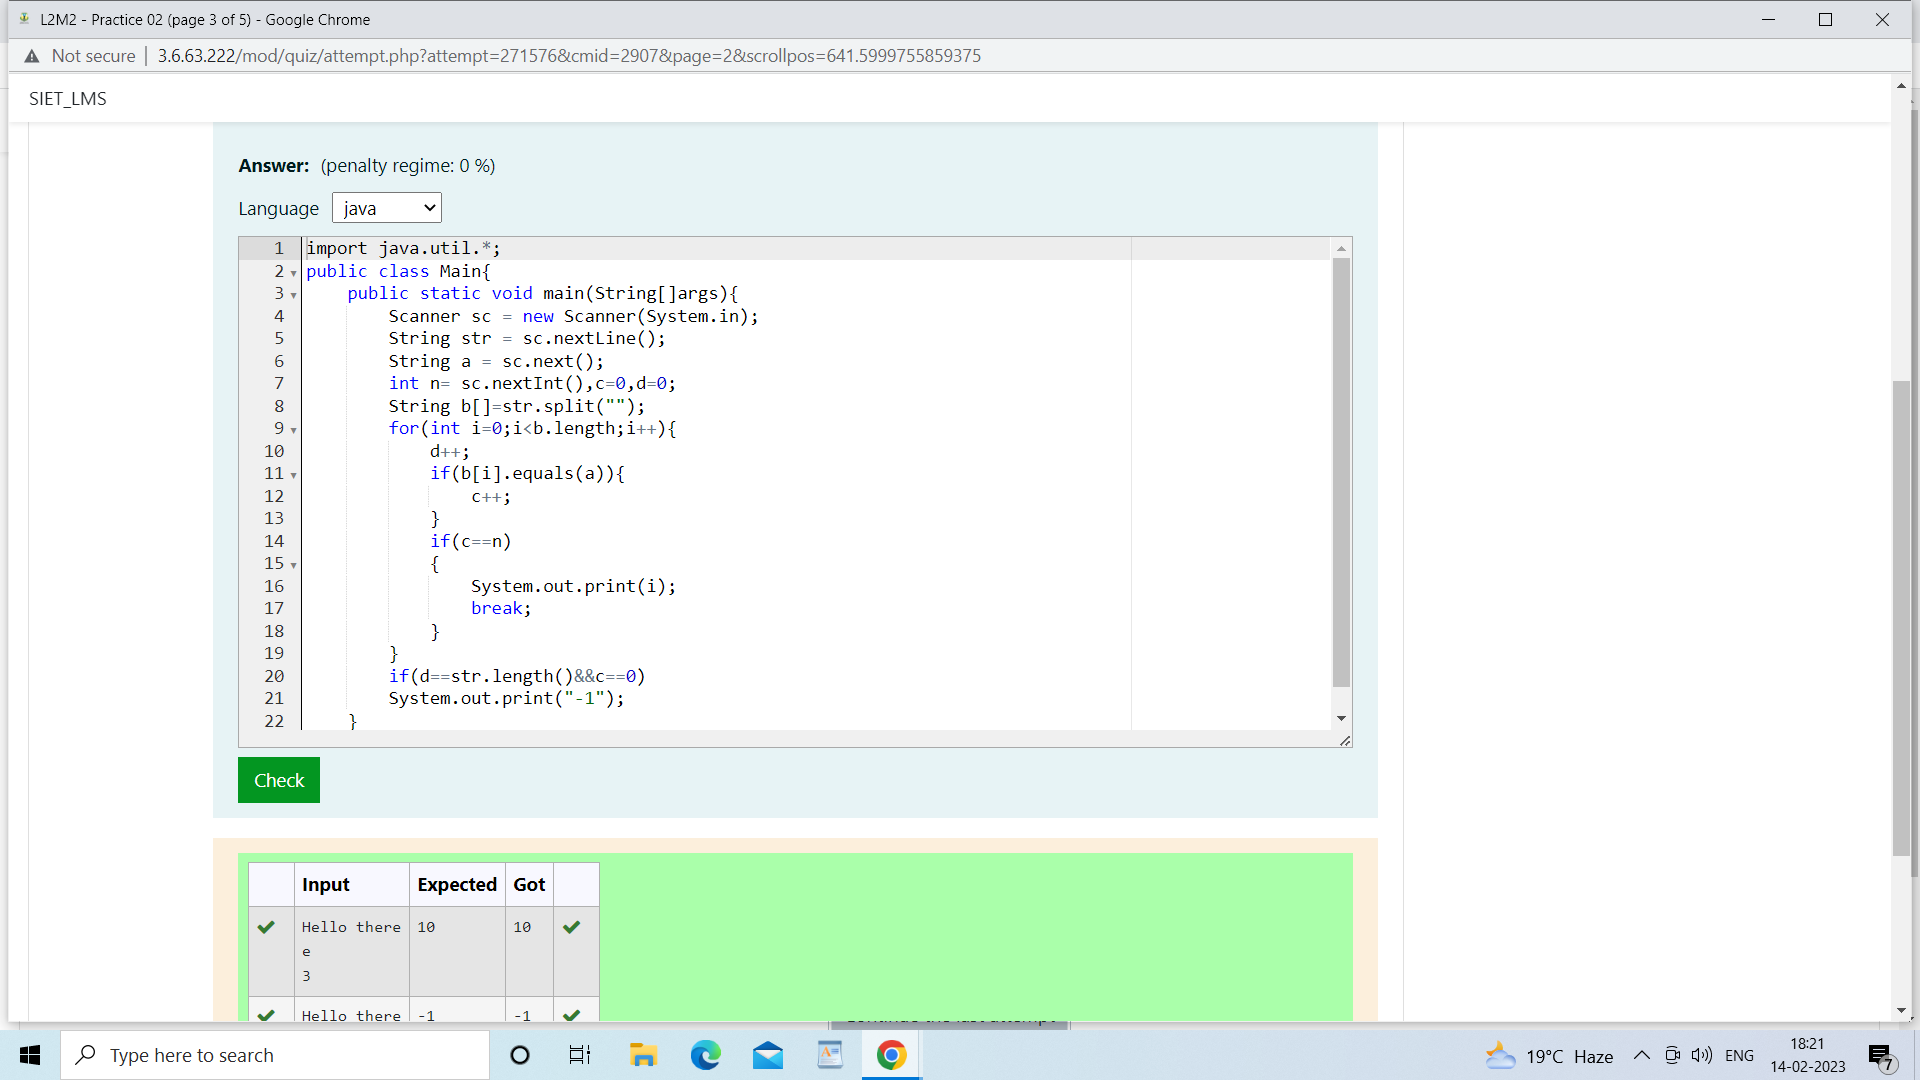 L2M2 - Practice 02 (page 3 of 5) - Google Chrome
Not secure | 3.6.63.222/mod/quiz/attempt.php?attempt=271576&cmid=2907&page=2&scrollpos=641.5999755859375
SIET_LMS
Answer: (penalty regime: 0 %)
Language java
1 import java.util.*;
2 public class Main{
3 public static void main(String[]args){
4 Scanner sc = new Scanner(System.in);
5 String str = sc.nextLine();
6 String a = sc.next();
7 int n= sc.nextInt(),c=0,d=0;
8 String b[]=str.split("");
9 for(int i=0;i<b.length;i++){
10 d++;
11 if(b[i].equals(a)){
12 c++;
13 }
14 if(c==n)
15 {
16 System.out.print(i);
17 break;
18 }
19 }
20 if(d==str.length()&&c==0)
21 System.out.print("-1");
22 }
Check
Input Expected Got
Hello there 10 10
e
3
Hello there -1 -1
Type here to search
19°C Haze
ENG
18:21
14-02-2023
7